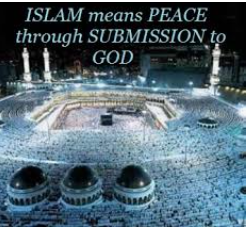 ISLAM means PEACE
through SUBMISSION to
GOD